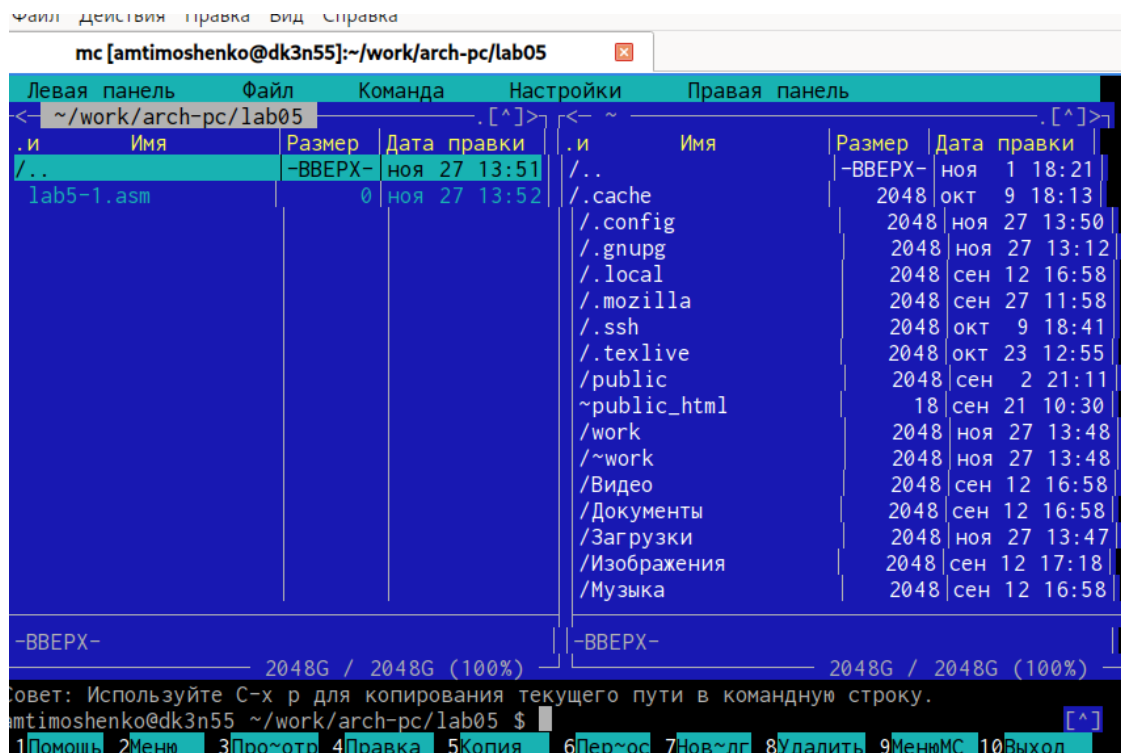 Файл Действия Правка Вид Справка
mc [amtimoshenko@dk3n55]:~/work/arch-pc/lab05
Левая панель Файл Команда Настройки Правая панель
<— ~/work/arch-pc/lab05 .[^]> <— ~ .[^]>
.и Имя Размер Дата правки .и Имя Размер Дата правки
/.. -ВВЕРХ- ноя 27 13:51 /.. -ВВЕРХ- ноя 1 18:21
lab5-1.asm 0 ноя 27 13:52 /.cache 2048 окт 9 18:13
/.config 2048 ноя 27 13:50
/.gnupg 2048 ноя 27 13:12
/.local 2048 сен 12 16:58
/.mozilla 2048 сен 27 11:58
/.ssh 2048 окт 9 18:41
/.texlive 2048 окт 23 12:55
/public 2048 сен 2 21:11
~public_html 18 сен 21 10:30
/work 2048 ноя 27 13:48
/~work 2048 ноя 27 13:48
/Видео 2048 сен 12 16:58
/Документы 2048 сен 12 16:58
/Загрузки 2048 ноя 27 13:47
/Изображения 2048 сен 12 17:18
/Музыка 2048 сен 12 16:58
-ВВЕРХ- -ВВЕРХ-
2048G / 2048G (100%) 2048G / 2048G (100%)
Совет: Используйте C-x p для копирования текущего пути в командную строку.
amtimoshenko@dk3n55 ~/work/arch-pc/lab05 $ [^]
1Помощь 2Меню 3Про~отр 4Правка 5Копия 6Пер~ос 7Нов~лг 8Удалить 9МенюМС 10Выход